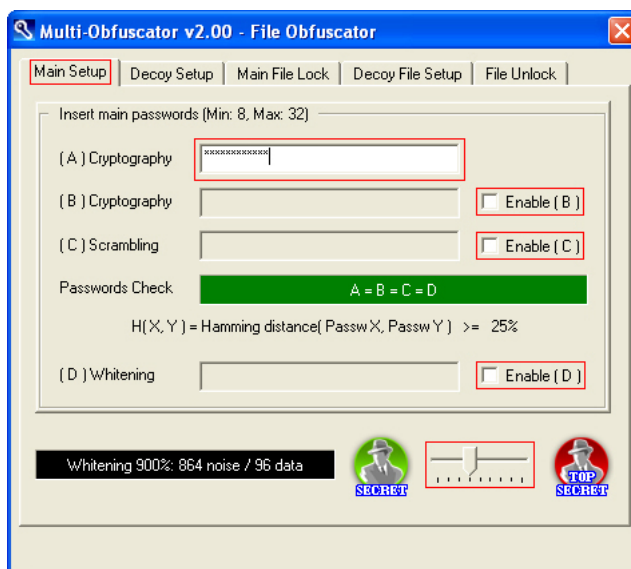 Multi-Obfuscator v2.00 - File Obfuscator
Main Setup Decoy Setup Main File Lock Decoy File Setup File Unlock
Insert main passwords (Min: 8, Max: 32)
( A ) Cryptography ************
( B ) Cryptography Enable ( B )
( C ) Scrambling Enable ( C )
Passwords Check A = B = C = D
H( X, Y ) = Hamming distance( Passw X, Passw Y ) >= 25%
( D ) Whitening Enable ( D )
Whitening 900%: 864 noise / 96 data
SECRET
TOP
SECRET